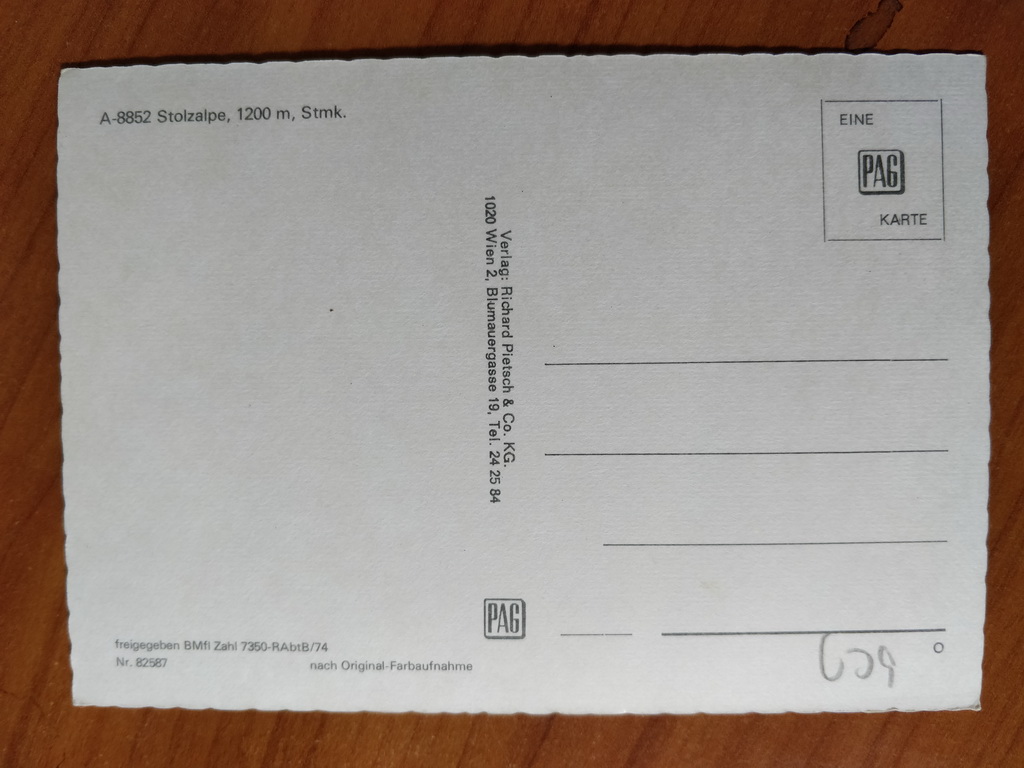 A-8852 Stolzalpe, 1200 m, Stmk.
EINE
PAG
KARTE
Verlag: Richard Pietsch & Co. KG.
1020 Wien 2, Blumauergasse 19, Tel. 24 25 84
PAG
freigegeben BMfl Zahl 7350-RAbtB/74
Nr. 82587
nach Original-Farbaufnahme